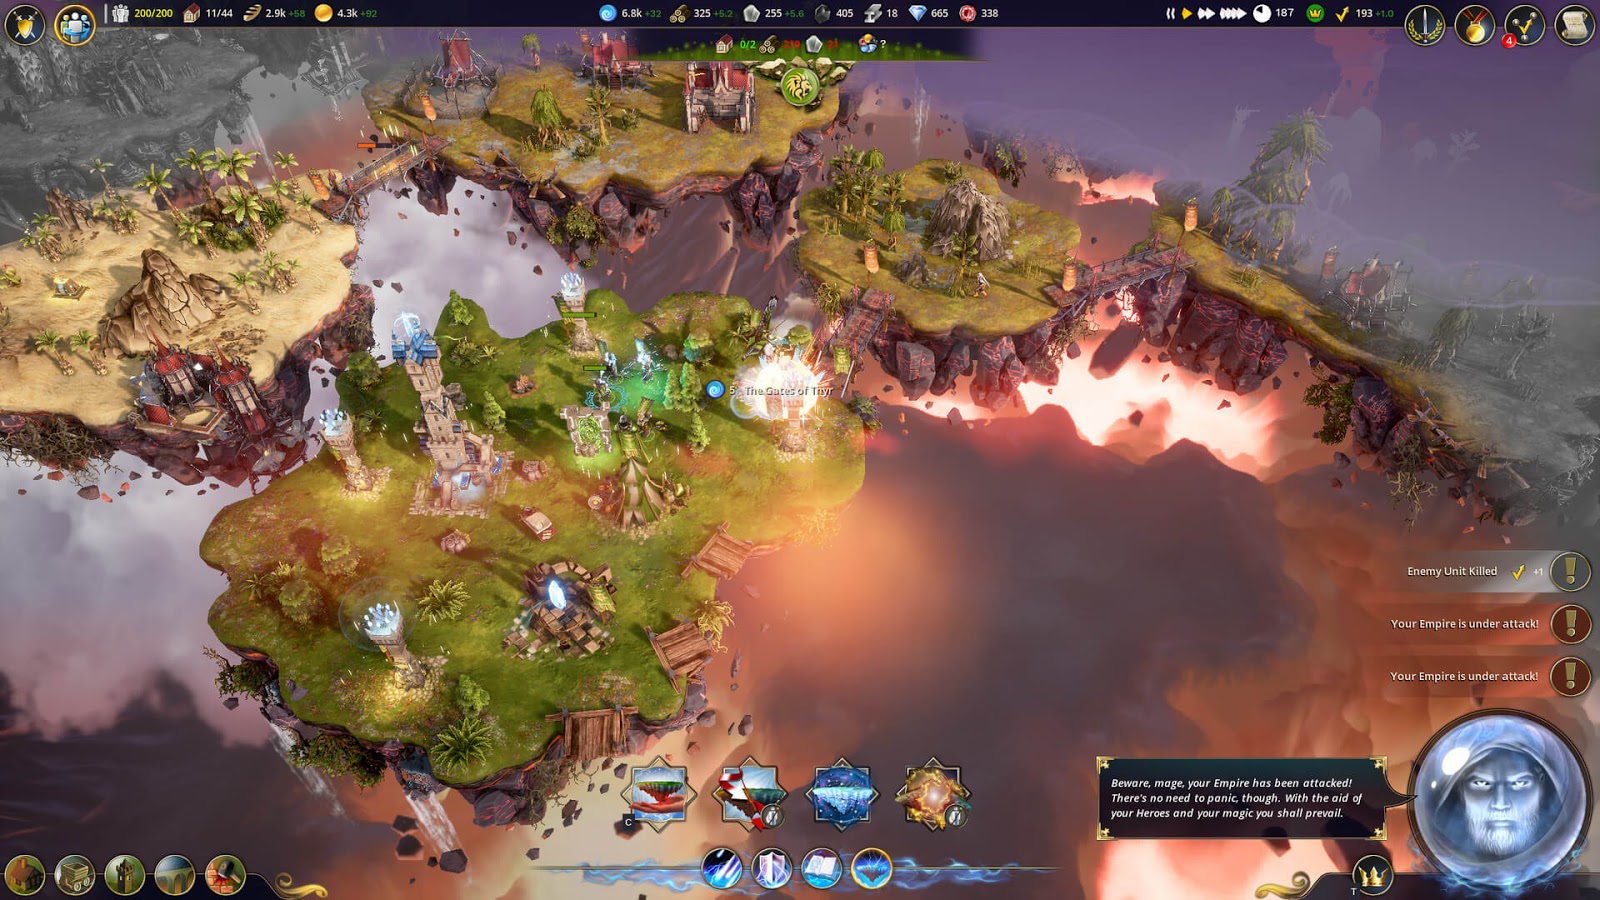 200/200 11/44 2.9k +58 4.3k +92 6.8k +32 325 +5.2 255 +5.6 405 18 665 338 187 193 +1.0
0/2 210 21 ?
4
5 The Gates of Thyr
Enemy Unit Killed +1
Your Empire is under attack!
Your Empire is under attack!
Beware, mage, your Empire has been attacked!
There's no need to panic, though. With the aid of
your Heroes and your magic you shall prevail.
C
T